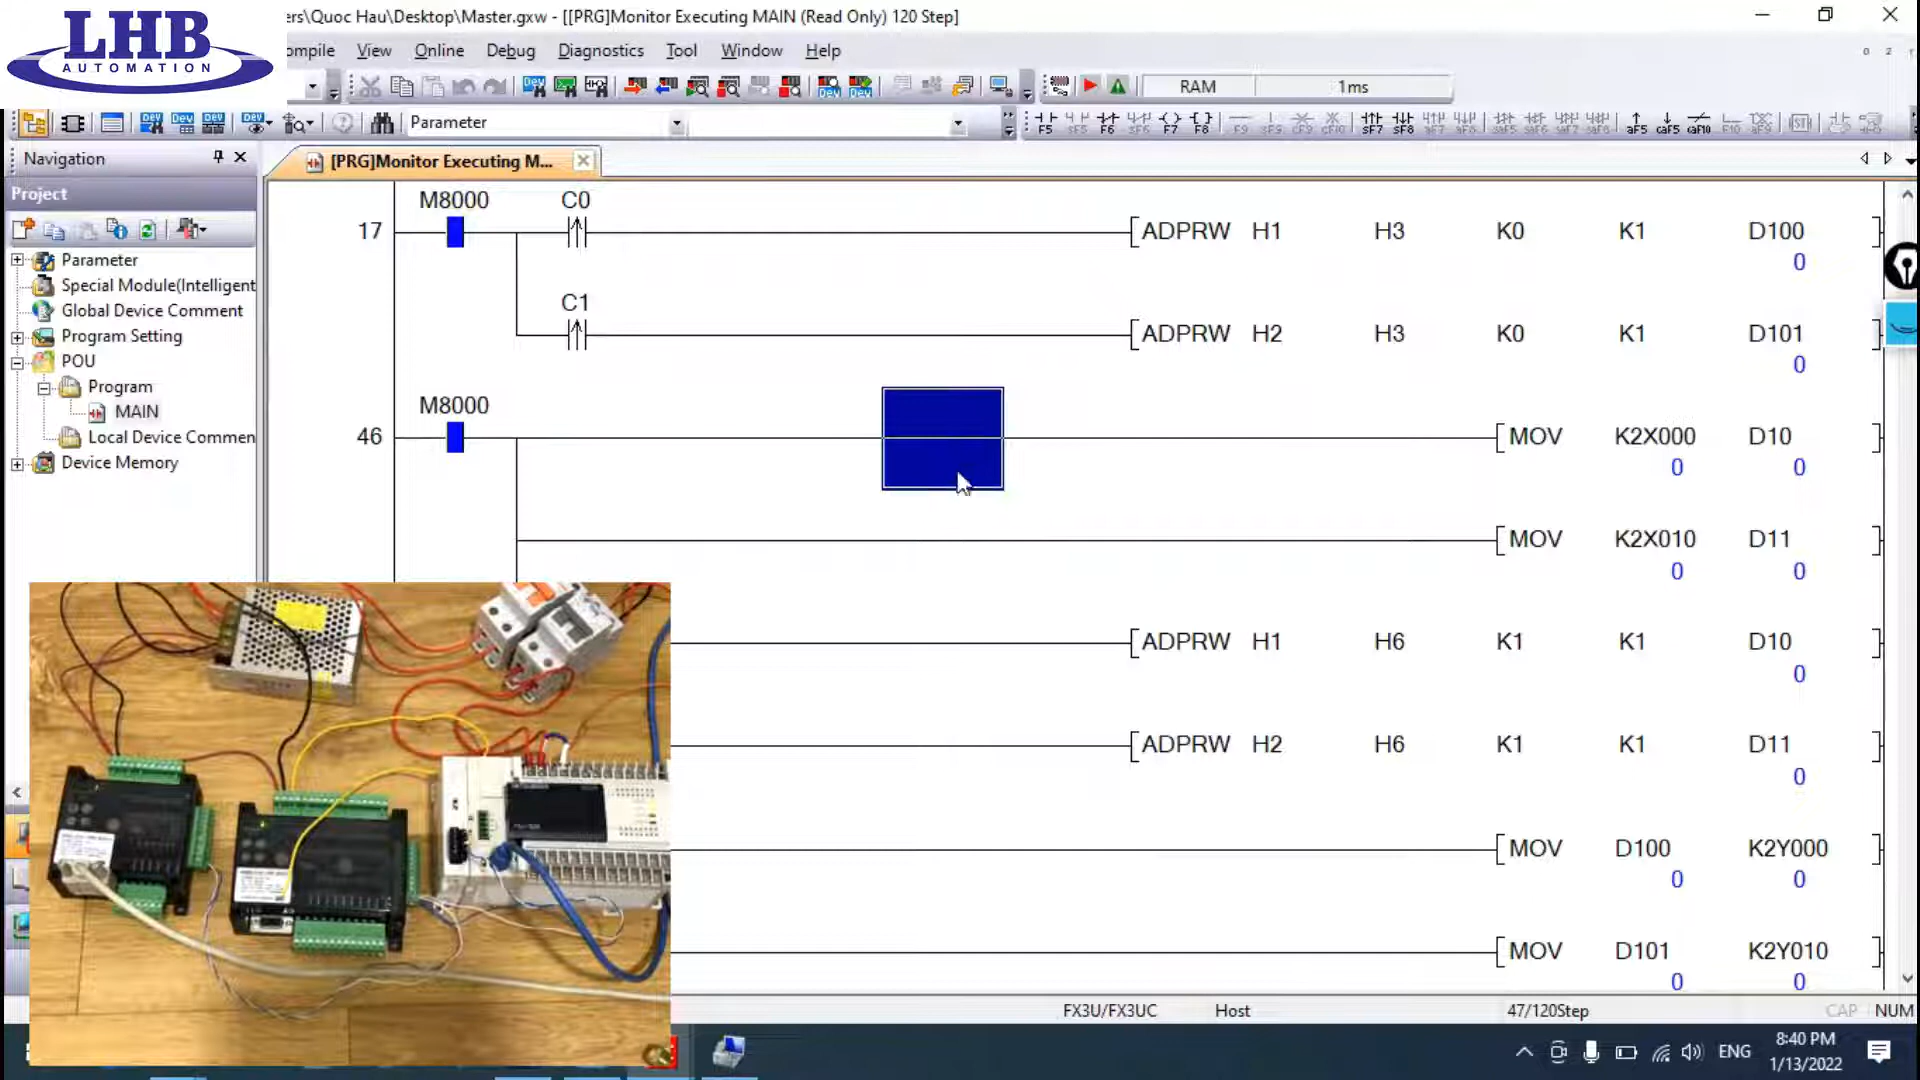 LHB
AUTOMATION
ers\Quoc Hau\Desktop\Master.gxw - [[PRG]Monitor Executing MAIN (Read Only) 120 Step]
ompile View Online Debug Diagnostics Tool Window Help
RAM 1ms
Parameter
Navigation
[PRG]Monitor Executing M...
Project
Parameter
Special Module(Intelligent
Global Device Comment
Program Setting
POU
Program
MAIN
Local Device Commen
Device Memory
M8000 C0
17 ADPRW H1 H3 K0 K1 D100
0
C1
ADPRW H2 H3 K0 K1 D101
0
M8000
46 MOV K2X000 D10
0 0
MOV K2X010 D11
0 0
ADPRW H1 H6 K1 K1 D10
0
ADPRW H2 H6 K1 K1 D11
0
MOV D100 K2Y000
0 0
MOV D101 K2Y010
0 0
FX3U/FX3UC Host 47/120Step CAP NUM
ENG
8:40 PM
1/13/2022